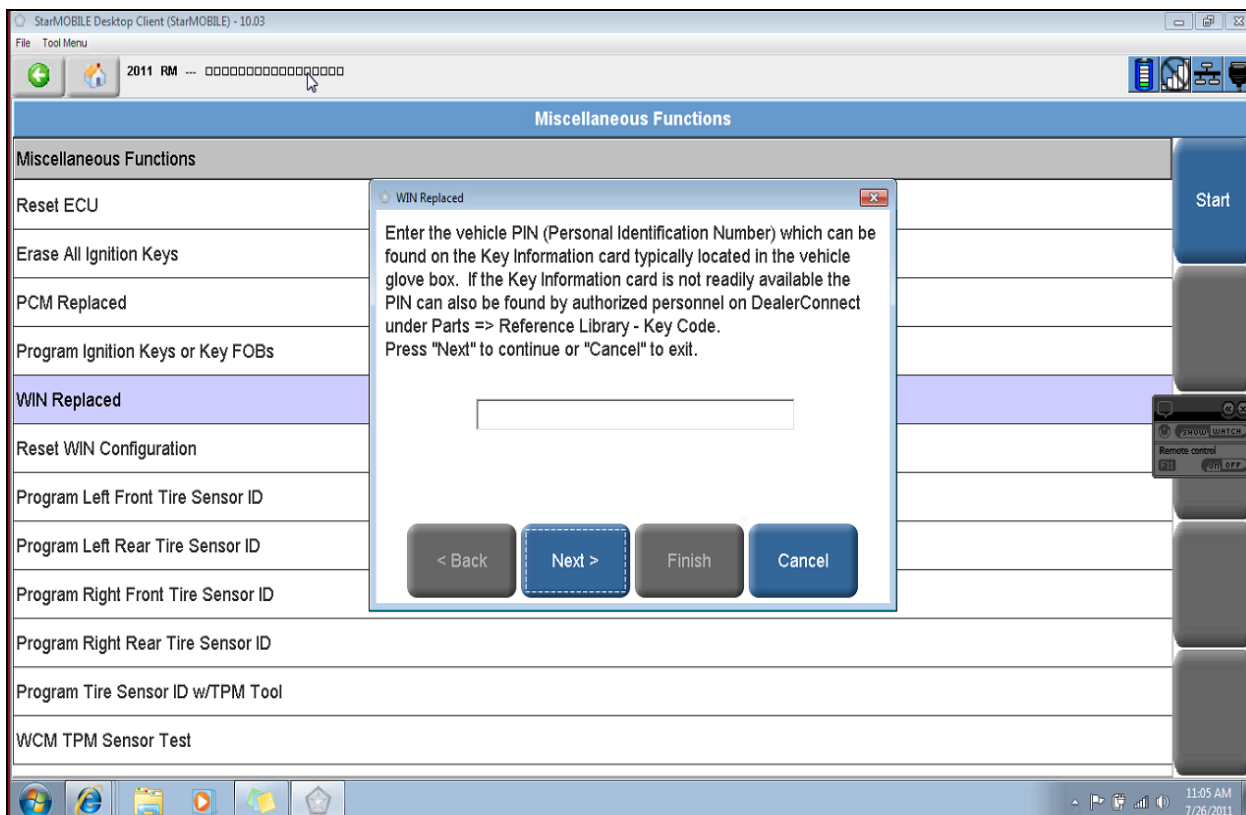 StarMOBILE Desktop Client (StarMOBILE) - 10.03
File Tool Menu
2011 RM ---
Miscellaneous Functions
Miscellaneous Functions
Reset ECU
Erase All Ignition Keys
PCM Replaced
Program Ignition Keys or Key FOBs
WIN Replaced
Reset WIN Configuration
Program Left Front Tire Sensor ID
Program Left Rear Tire Sensor ID
Program Right Front Tire Sensor ID
Program Right Rear Tire Sensor ID
Program Tire Sensor ID w/TPM Tool
WCM TPM Sensor Test
WIN Replaced
Enter the vehicle PIN (Personal Identification Number) which can be
found on the Key Information card typically located in the vehicle
glove box. If the Key Information card is not readily available the
PIN can also be found by authorized personnel on DealerConnect
under Parts => Reference Library - Key Code.
Press "Next" to continue or "Cancel" to exit.
< Back
Next >
Finish
Cancel
Start
SHOW WATCH
Remote control
on OFF
11:05 AM
7/26/2011